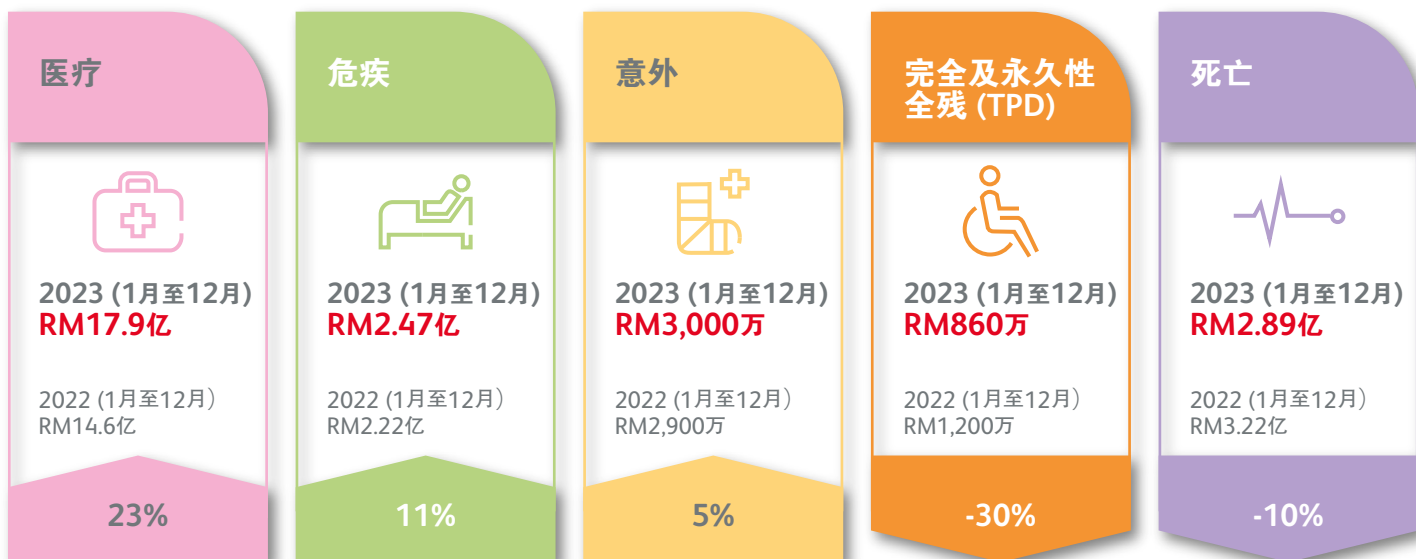 医疗
2023 (1月至12月)
RM17.9亿
2022 (1月至12月)
RM14.6亿
23%
危疾
2023 (1月至12月)
RM2.47亿
2022 (1月至12月)
RM2.22亿
11%
意外
2023 (1月至12月)
RM3,000万
2022 (1月至12月)
RM2,900万
5%
完全及永久性
全残 (TPD)
2023 (1月至12月)
RM860万
2022 (1月至12月)
RM1,200万
-30%
死亡
2023 (1月至12月)
RM2.89亿
2022 (1月至12月)
RM3.22亿
-10%